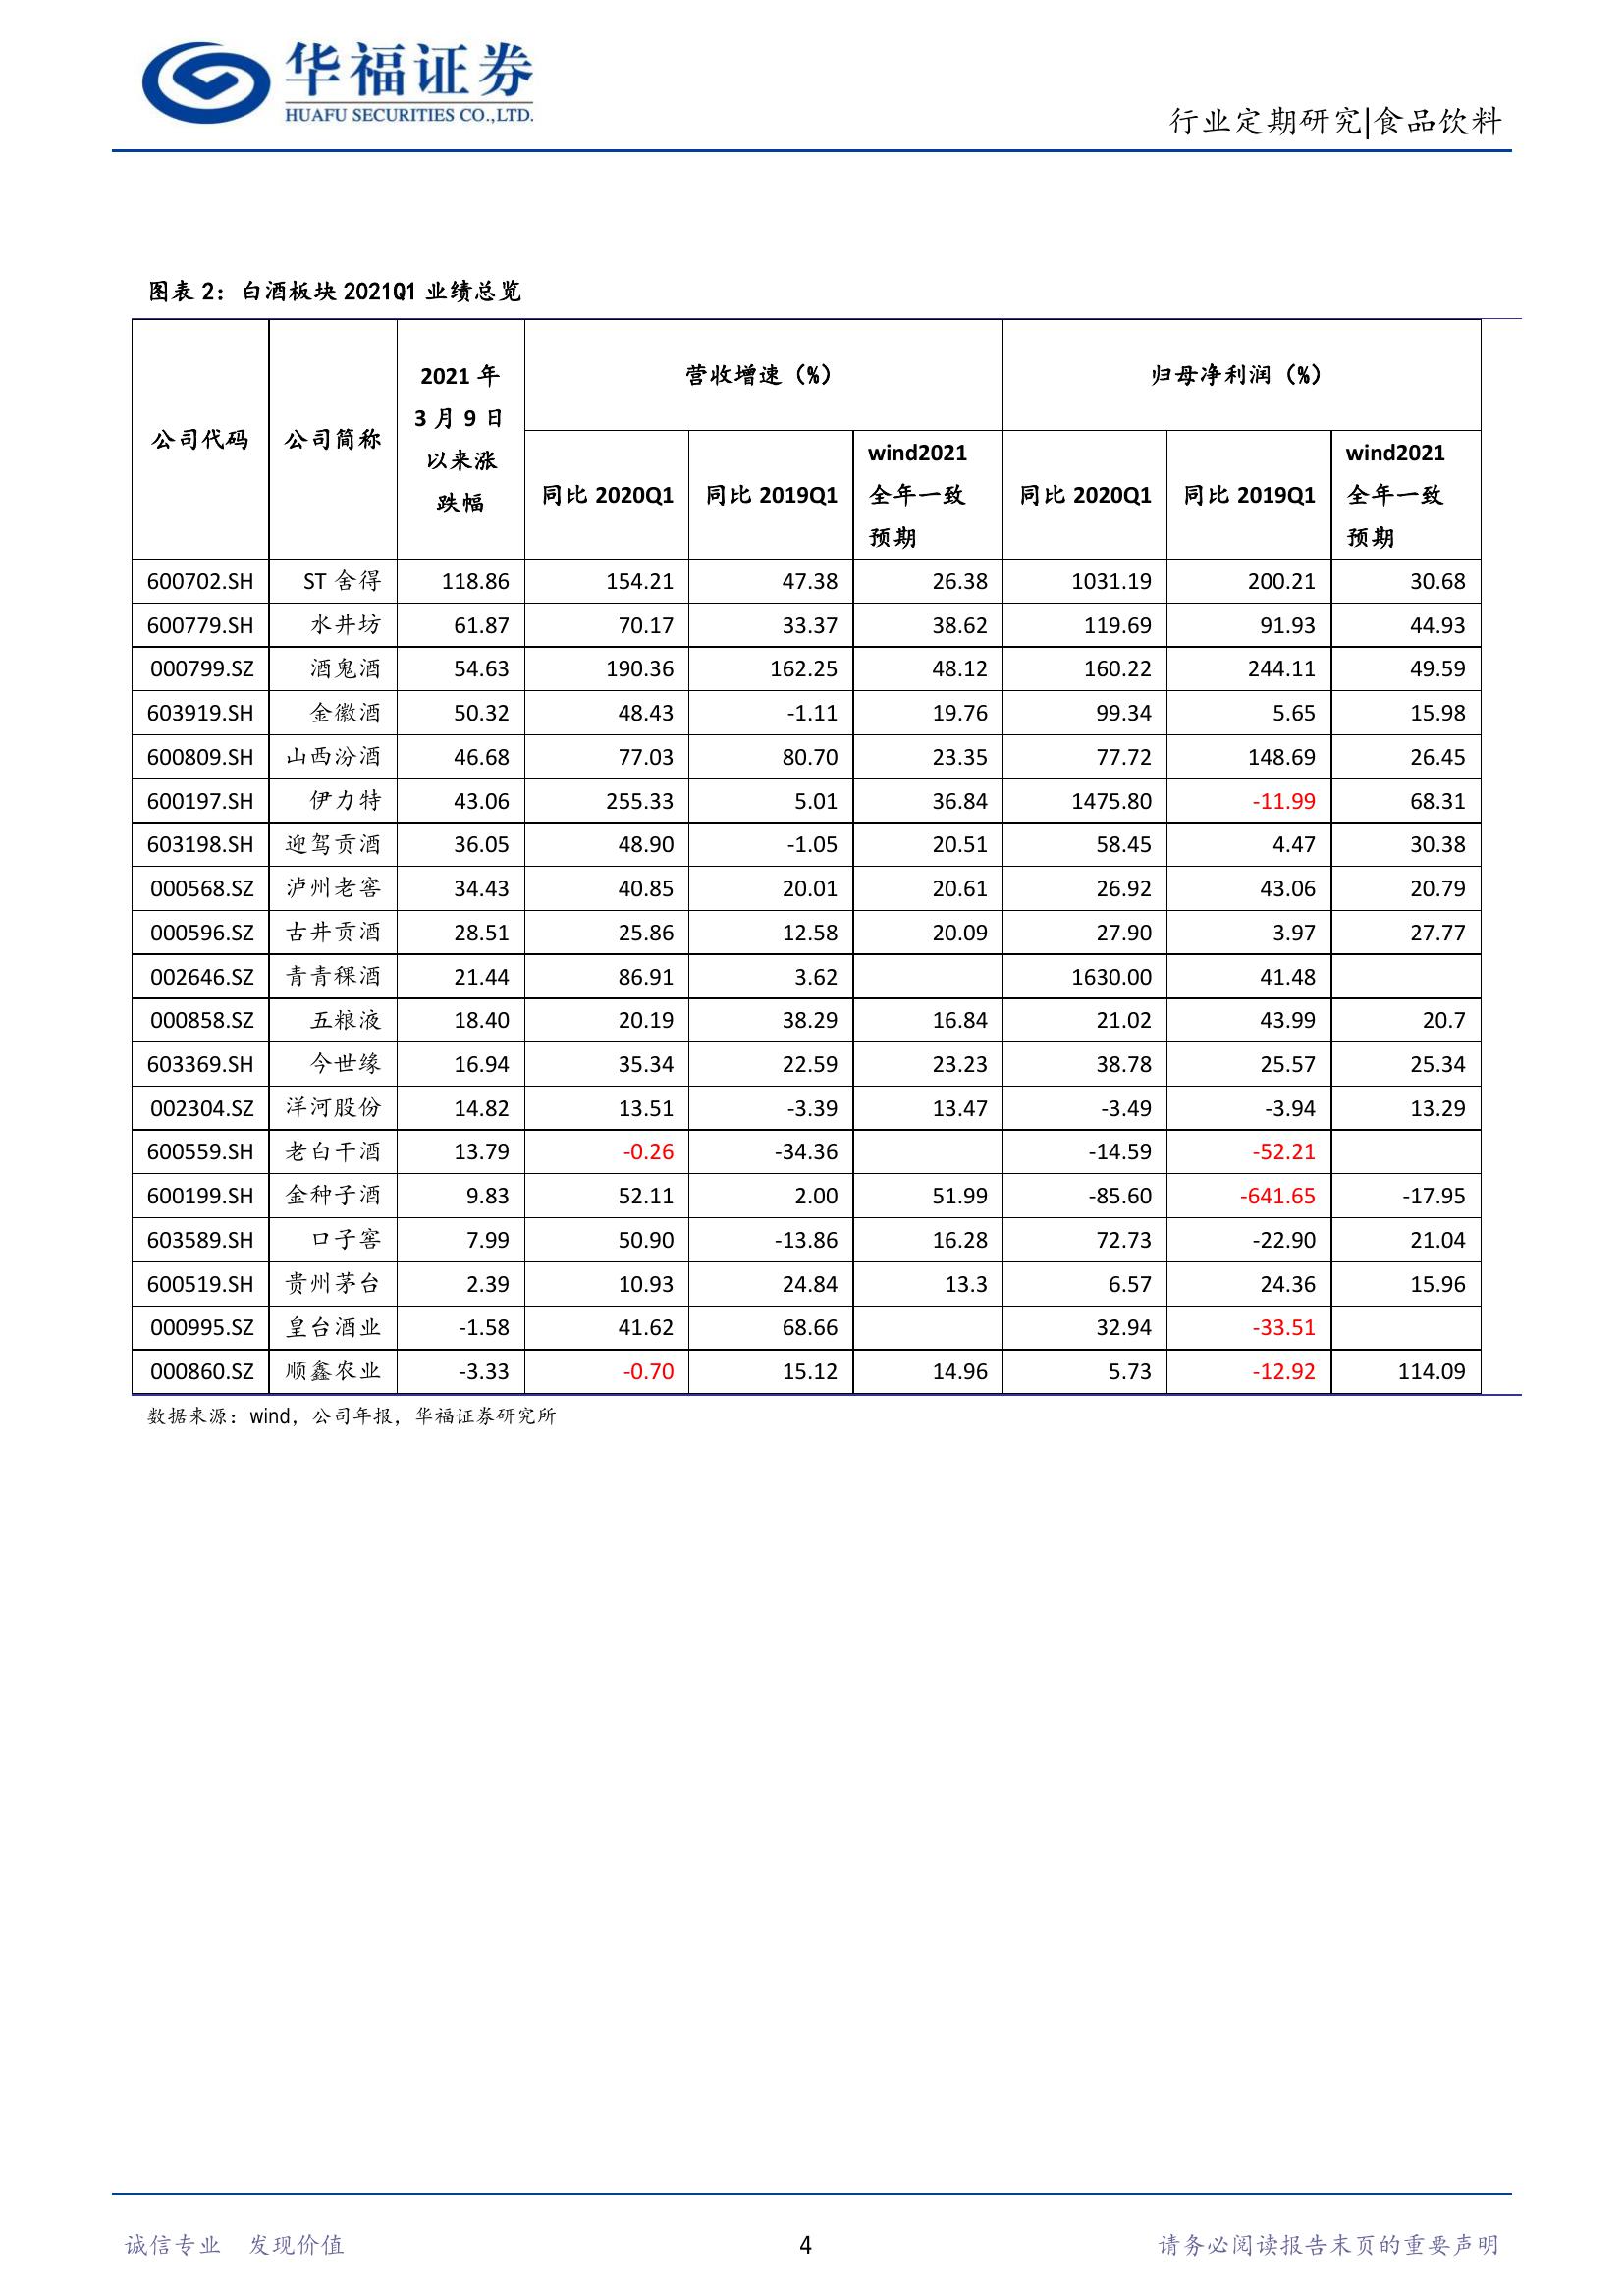 华福证券
HUAFU SECURITIES CO.,LTD.
行业定期研究|食品饮料
图表 2：白酒板块 2021Q1 业绩总览
公司代码 公司简称 2021 年 3 月 9 日以来涨跌幅 营收增速（%） 归母净利润（%）
同比 2020Q1 同比 2019Q1 wind2021 全年一致预期 同比 2020Q1 同比 2019Q1 wind2021 全年一致预期
600702.SH ST 舍得 118.86 154.21 47.38 26.38 1031.19 200.21 30.68
600779.SH 水井坊 61.87 70.17 33.37 38.62 119.69 91.93 44.93
000799.SZ 酒鬼酒 54.63 190.36 162.25 48.12 160.22 244.11 49.59
603919.SH 金徽酒 50.32 48.43 -1.11 19.76 99.34 5.65 15.98
600809.SH 山西汾酒 46.68 77.03 80.70 23.35 77.72 148.69 26.45
600197.SH 伊力特 43.06 255.33 5.01 36.84 1475.80 -11.99 68.31
603198.SH 迎驾贡酒 36.05 48.90 -1.05 20.51 58.45 4.47 30.38
000568.SZ 泸州老窖 34.43 40.85 20.01 20.61 26.92 43.06 20.79
000596.SZ 古井贡酒 28.51 25.86 12.58 20.09 27.90 3.97 27.77
002646.SZ 青青稞酒 21.44 86.91 3.62 1630.00 41.48
000858.SZ 五粮液 18.40 20.19 38.29 16.84 21.02 43.99 20.7
603369.SH 今世缘 16.94 35.34 22.59 23.23 38.78 25.57 25.34
002304.SZ 洋河股份 14.82 13.51 -3.39 13.47 -3.49 -3.94 13.29
600559.SH 老白干酒 13.79 -0.26 -34.36 -14.59 -52.21
600199.SH 金种子酒 9.83 52.11 2.00 51.99 -85.60 -641.65 -17.95
603589.SH 口子窖 7.99 50.90 -13.86 16.28 72.73 -22.90 21.04
600519.SH 贵州茅台 2.39 10.93 24.84 13.3 6.57 24.36 15.96
000995.SZ 皇台酒业 -1.58 41.62 68.66 32.94 -33.51
000860.SZ 顺鑫农业 -3.33 -0.70 15.12 14.96 5.73 -12.92 114.09
数据来源：wind，公司年报，华福证券研究所
诚信专业 发现价值 4 请务必阅读报告末页的重要声明